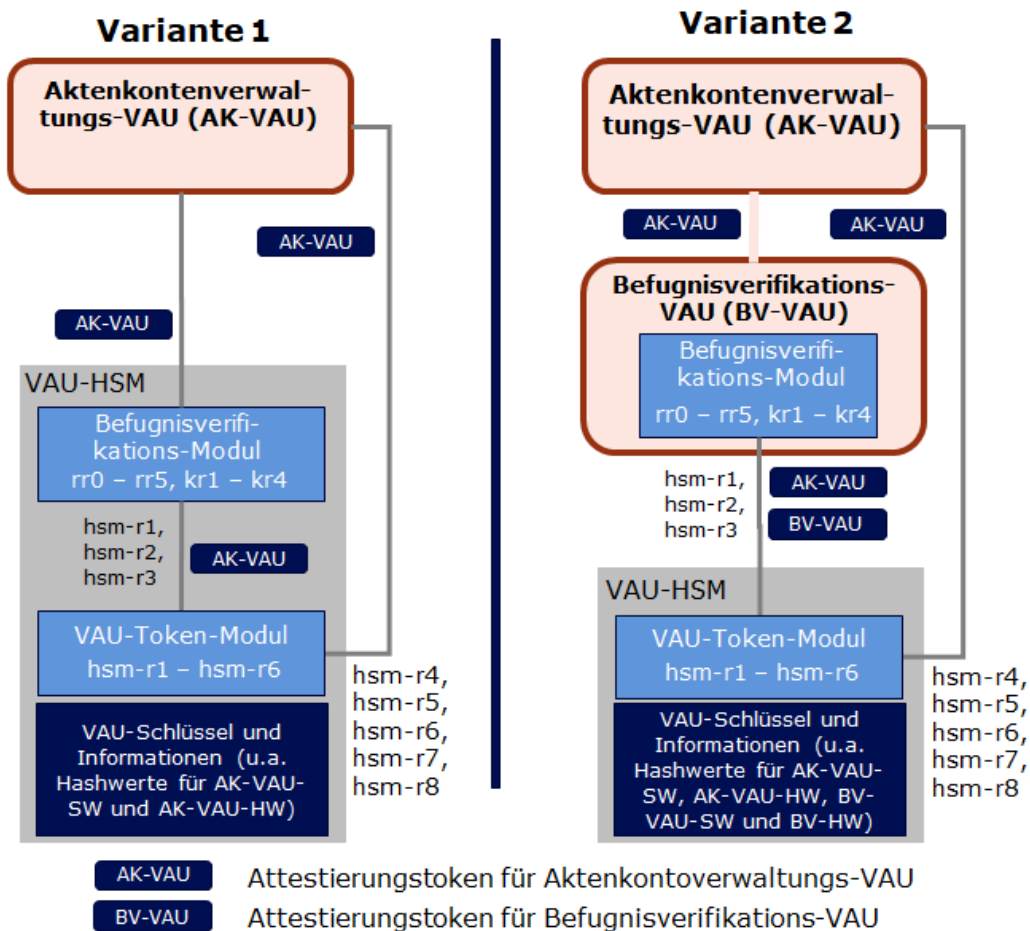 Variante 1
Aktenkontenverwal-
tungs-VAU (AK-VAU)
AK-VAU
AK-VAU
VAU-HSM
Befugnisverifi-
kations-Modul
rr0 – rr5, kr1 – kr4
hsm-r1,
hsm-r2,
hsm-r3
AK-VAU
VAU-Token-Modul
hsm-r1 – hsm-r6
hsm-r4,
hsm-r5,
hsm-r6,
hsm-r7,
hsm-r8
VAU-Schlüssel und
Informationen (u.a.
Hashwerte für AK-VAU-
SW und AK-VAU-HW)
Variante 2
Aktenkontenverwal-
tungs-VAU (AK-VAU)
AK-VAU
AK-VAU
Befugnisverifikations-
VAU (BV-VAU)
Befugnisverifi-
kations-Modul
rr0 – rr5, kr1 – kr4
hsm-r1,
hsm-r2,
hsm-r3
AK-VAU
BV-VAU
VAU-HSM
VAU-Token-Modul
hsm-r1 – hsm-r6
hsm-r4,
hsm-r5,
hsm-r6,
hsm-r7,
hsm-r8
VAU-Schlüssel und
Informationen (u.a.
Hashwerte für AK-VAU-
SW, AK-VAU-HW, BV-
VAU-SW und BV-HW)
AK-VAU Attestierungstoken für Aktenkontoverwaltungs-VAU
BV-VAU Attestierungstoken für Befugnisverifikations-VAU